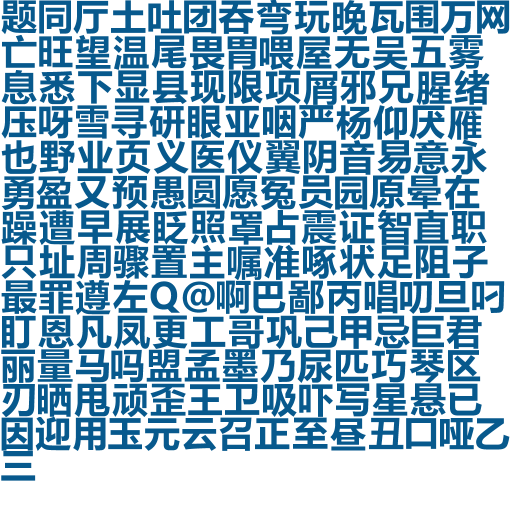 题同厅土吐团吞弯玩晚瓦围万网
亡旺望温尾畏胃喂屋无吴五雾
息悉下显县现限项屑邪兄腥绪
压呀雪寻研眼亚咽严杨仰厌雁
也野业页义医仪翼阴音易意永
勇盈又预愚圆愿冤员园原晕在
躁遭早展眨照罩占震证智直职
只址周骤置主嘱准啄状足阻子
最罪遵左Q@啊巴鄙丙唱叨旦叼
盯恩凡凤更工哥巩己甲忌巨君
丽量马吗盟孟墨乃尿匹巧琴区
刃晒甩顽歪王卫吸吓写星悬已
因迎用玉元云召正至昼丑口哑乙
三